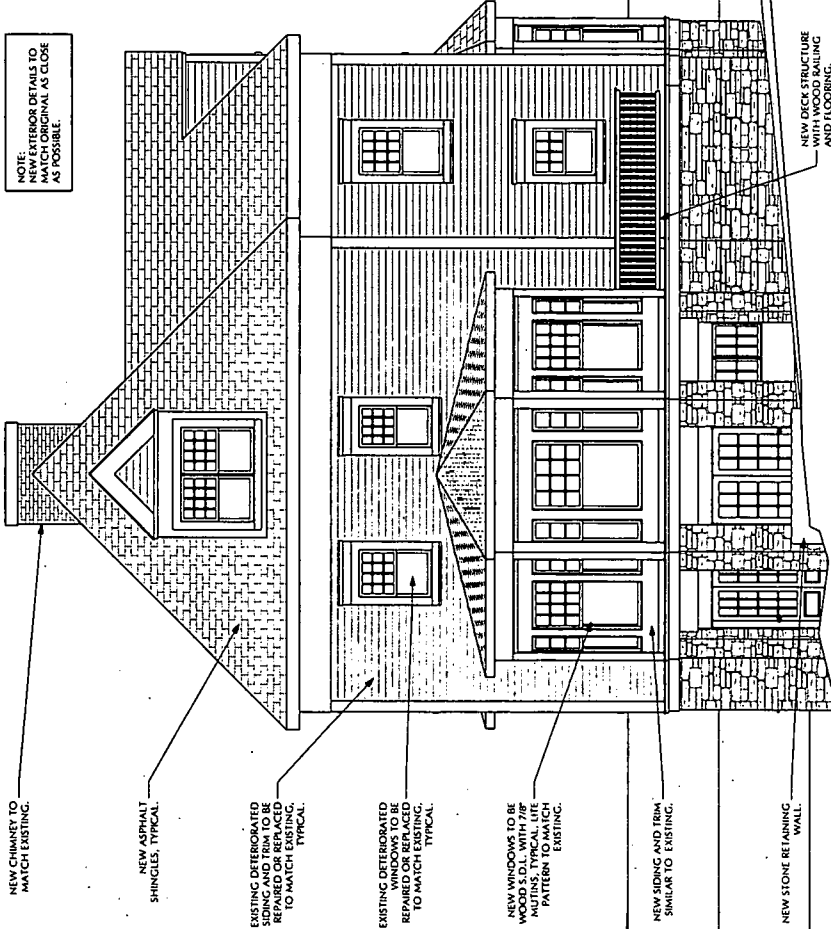 NOTE:
NEW EXTERIOR DETAILS TO
MATCH ORIGINAL AS CLOSE
AS POSSIBLE.
NEW CHIMNEY TO
MATCH EXISTING.
NEW ASPHALT
SHINGLES, TYPICAL.
EXISTING DETERIORATED
SIDING AND TRIM TO BE
REPAIRED OR REPLACED
TO MATCH EXISTING,
TYPICAL.
EXISTING DETERIORATED
WINDOWS TO BE
REPAIRED OR REPLACED
TO MATCH EXISTING,
TYPICAL.
NEW WINDOWS TO BE
WOOD S.D.L. WITH 7/8"
MUTINS, TYPICAL. LITE
PATTERN TO MATCH
EXISTING.
NEW SIDING AND TRIM
SIMILAR TO EXISTING.
NEW STONE RETAINING
WALL.
NEW DECK STRUCTURE
WITH WOOD RAILING
AND FLOORING.